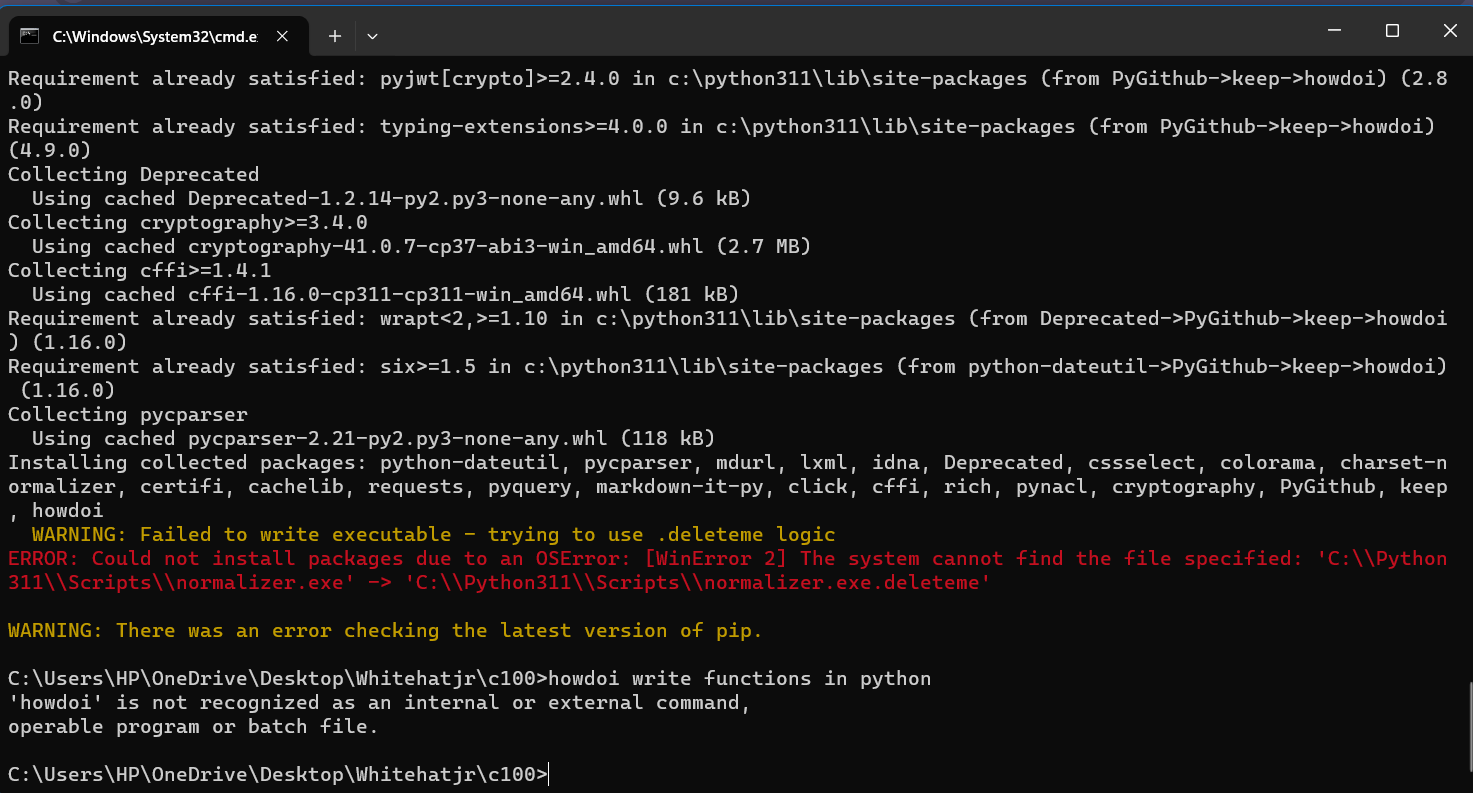 C:\Windows\System32\cmd.e:
Requirement already satisfied: pyjwt[crypto]>=2.4.0 in c:\python311\lib\site-packages (from PyGithub->keep->howdoi) (2.8
.0)
Requirement already satisfied: typing-extensions>=4.0.0 in c:\python311\lib\site-packages (from PyGithub->keep->howdoi)
(4.9.0)
Collecting Deprecated
  Using cached Deprecated-1.2.14-py2.py3-none-any.whl (9.6 kB)
Collecting cryptography>=3.4.0
  Using cached cryptography-41.0.7-cp37-abi3-win_amd64.whl (2.7 MB)
Collecting cffi>=1.4.1
  Using cached cffi-1.16.0-cp311-cp311-win_amd64.whl (181 kB)
Requirement already satisfied: wrapt<2,>=1.10 in c:\python311\lib\site-packages (from Deprecated->PyGithub->keep->howdoi
) (1.16.0)
Requirement already satisfied: six>=1.5 in c:\python311\lib\site-packages (from python-dateutil->PyGithub->keep->howdoi)
 (1.16.0)
Collecting pycparser
  Using cached pycparser-2.21-py2.py3-none-any.whl (118 kB)
Installing collected packages: python-dateutil, pycparser, mdurl, lxml, idna, Deprecated, cssselect, colorama, charset-n
ormalizer, certifi, cachelib, requests, pyquery, markdown-it-py, click, cffi, rich, pynacl, cryptography, PyGithub, keep
, howdoi
  WARNING: Failed to write executable - trying to use .deleteme logic
ERROR: Could not install packages due to an OSError: [WinError 2] The system cannot find the file specified: 'C:\\Python
311\\Scripts\\normalizer.exe' -> 'C:\\Python311\\Scripts\\normalizer.exe.deleteme'
WARNING: There was an error checking the latest version of pip.
C:\Users\HP\OneDrive\Desktop\Whitehatjr\c100>howdoi write functions in python
'howdoi' is not recognized as an internal or external command,
operable program or batch file.
C:\Users\HP\OneDrive\Desktop\Whitehatjr\c100>